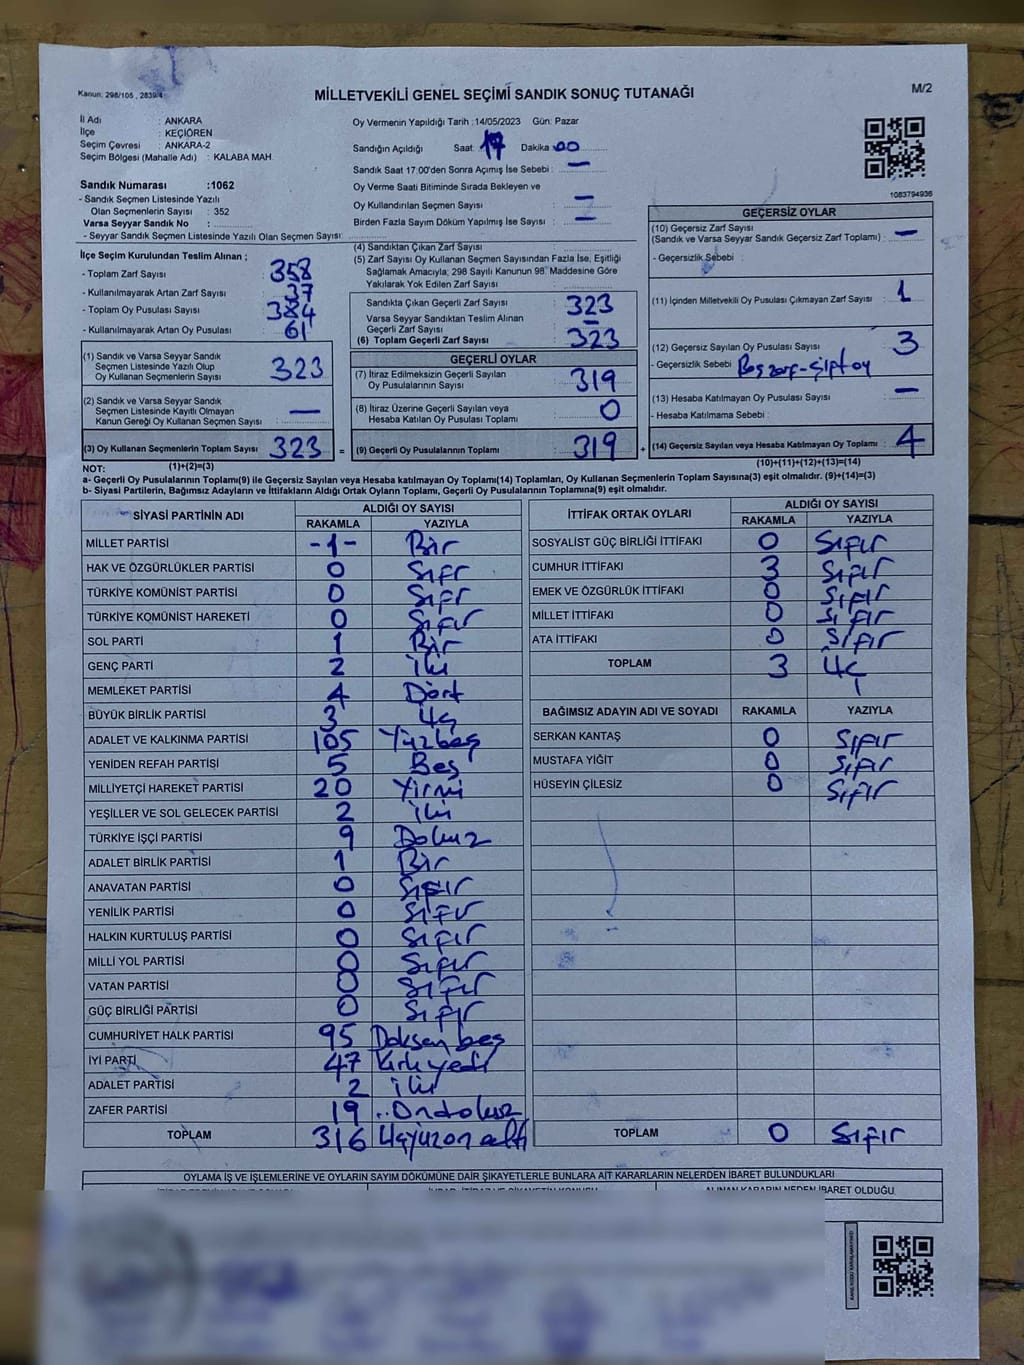 Kanun: 298/105, 2839/4
MİLLETVEKİLİ GENEL SEÇİMİ SANDIK SONUÇ TUTANAĞI
M/2
İl Adı : ANKARA
İlçe : KEÇİÖREN
Seçim Çevresi : ANKARA-2
Seçim Bölgesi (Mahalle Adı) : KALABA MAH.
Sandık Numarası :1062
- Sandık Seçmen Listesinde Yazılı
Olan Seçmenlerin Sayısı : 352
Varsa Seyyar Sandık No :
- Seyyar Sandık Seçmen Listesinde Yazılı Olan Seçmen Sayısı:
Oy Vermenin Yapıldığı Tarih :14/05/2023 Gün: Pazar
Sandığın Açıldığı Saat: 17 Dakika 00
Sandık Saat 17:00'den Sonra Açımış İse Sebebi : —
Oy Verme Saati Bitiminde Sırada Bekleyen ve
Oy Kullandırılan Seçmen Sayısı : —
Birden Fazla Sayım Döküm Yapılmış İse Sayısı : —
1083794936
İlçe Seçim Kurulundan Teslim Alınan ;
- Toplam Zarf Sayısı : 358
- Kullanılmayarak Artan Zarf Sayısı : 37
- Toplam Oy Pusulası Sayısı : 384
- Kullanılmayarak Artan Oy Pusulası : 61
(1) Sandık ve Varsa Seyyar Sandık
Seçmen Listesinde Yazılı Olup
Oy Kullanan Seçmenlerin Sayısı : 323
(2) Sandık ve Varsa Seyyar Sandık
Seçmen Listesinde Kayıtlı Olmayan
Kanun Gereği Oy Kullanan Seçmen Sayısı : —
(3) Oy Kullanan Seçmenlerin Toplam Sayısı : 323 =
(1)+(2)=(3)
(4) Sandıktan Çıkan Zarf Sayısı :
(5) Zarf Sayısı Oy Kullanan Seçmen Sayısından Fazla İse, Eşitliği
Sağlamak Amacıyla; 298 Sayılı Kanunun 98. Maddesine Göre
Yakılarak Yok Edilen Zarf Sayısı :
Sandıkta Çıkan Geçerli Zarf Sayısı : 323
Varsa Seyyar Sandıktan Teslim Alınan
Geçerli Zarf Sayısı : —
(6) Toplam Geçerli Zarf Sayısı : 323
GEÇERLİ OYLAR
(7) İtiraz Edilmeksizin Geçerli Sayılan
Oy Pusulalarının Sayısı : 319
(8) İtiraz Üzerine Geçerli Sayılan veya
Hesaba Katılan Oy Pusulası Toplamı : 0
(9) Geçerli Oy Pusulalarının Toplamı : 319 +
GEÇERSİZ OYLAR
(10) Geçersiz Zarf Sayısı
(Sandık ve Varsa Seyyar Sandık Geçersiz Zarf Toplamı) : —
- Geçersizlik Sebebi :
(11) İçinden Milletvekili Oy Pusulası Çıkmayan Zarf Sayısı : 1
(12) Geçersiz Sayılan Oy Pusulası Sayısı : 3
- Geçersizlik Sebebi : Boş zarf - Çift oy
(13) Hesaba Katılmayan Oy Pusulası Sayısı : —
- Hesaba Katılmama Sebebi :
(14) Geçersiz Sayılan veya Hesaba Katılmayan Oy Toplamı : 4
(10)+(11)+(12)+(13)=(14)
NOT:
a- Geçerli Oy Pusulalarının Toplamı(9) ile Geçersiz Sayılan veya Hesaba katılmayan Oy Toplamı(14) Toplamları, Oy Kullanan Seçmenlerin Toplam Sayısına(3) eşit olmalıdır. (9)+(14)=(3)
b- Siyasi Partilerin, Bağımsız Adayların ve İttifakların Aldığı Ortak Oyların Toplamı, Geçerli Oy Pusulalarının Toplamına(9) eşit olmalıdır.
SİYASİ PARTİNİN ADI ALDIĞI OY SAYISI
RAKAMLA YAZIYLA
MİLLET PARTİSİ -1- Bir
HAK VE ÖZGÜRLÜKLER PARTİSİ 0 Sıfr
TÜRKİYE KOMÜNİST PARTİSİ 0 Sıfr
TÜRKİYE KOMÜNİST HAREKETİ 0 Sıfır
SOL PARTİ 1 Bir
GENÇ PARTİ 2 iki
MEMLEKET PARTİSİ 4 Dört
BÜYÜK BİRLİK PARTİSİ 3 Üç
ADALET VE KALKINMA PARTİSİ 105 Yüzbeş
YENİDEN REFAH PARTİSİ 5 Beş
MİLLİYETÇİ HAREKET PARTİSİ 20 Yirmi
YEŞİLLER VE SOL GELECEK PARTİSİ 2 iki
TÜRKİYE İŞÇİ PARTİSİ 9 Dokuz
ADALET BİRLİK PARTİSİ 1 Bir
ANAVATAN PARTİSİ 0 Sıfır
YENİLİK PARTİSİ 0 Sıfır
HALKIN KURTULUŞ PARTİSİ 0 Sıfır
MİLLİ YOL PARTİSİ 0 Sıfır
VATAN PARTİSİ 0 Sıfır
GÜÇ BİRLİĞİ PARTİSİ 0 Sıfır
CUMHURİYET HALK PARTİSİ 95 Doksan beş
İYİ PARTİ 47 Kırk yedi
ADALET PARTİSİ 2 iki
ZAFER PARTİSİ 19 Ondokuz
TOPLAM 316 Üçyüzon altı
İTTİFAK ORTAK OYLARI ALDIĞI OY SAYISI
RAKAMLA YAZIYLA
SOSYALİST GÜÇ BİRLİĞİ İTTİFAKI 0 Sıfır
CUMHUR İTTİFAKI 3 Sıfır
EMEK VE ÖZGÜRLÜK İTTİFAKI 0 Sıfır
MİLLET İTTİFAKI 0 Sıfır
ATA İTTİFAKI 0 Sıfır
TOPLAM 3 Üç
BAĞIMSIZ ADAYIN ADI VE SOYADI RAKAMLA YAZIYLA
SERKAN KANTAŞ 0 Sıfır
MUSTAFA YİĞİT 0 Sıfır
HÜSEYİN ÇİLESİZ 0 Sıfır
TOPLAM 0 Sıfır
OYLAMA İŞ VE İŞLEMLERİNE VE OYLARIN SAYIM DÖKÜMÜNE DAİR ŞİKAYETLERLE BUNLARA AİT KARARLARIN NELERDEN İBARET BULUNDUKLARI
ALINAN KARARIN NEDEN İBARET OLDUĞU